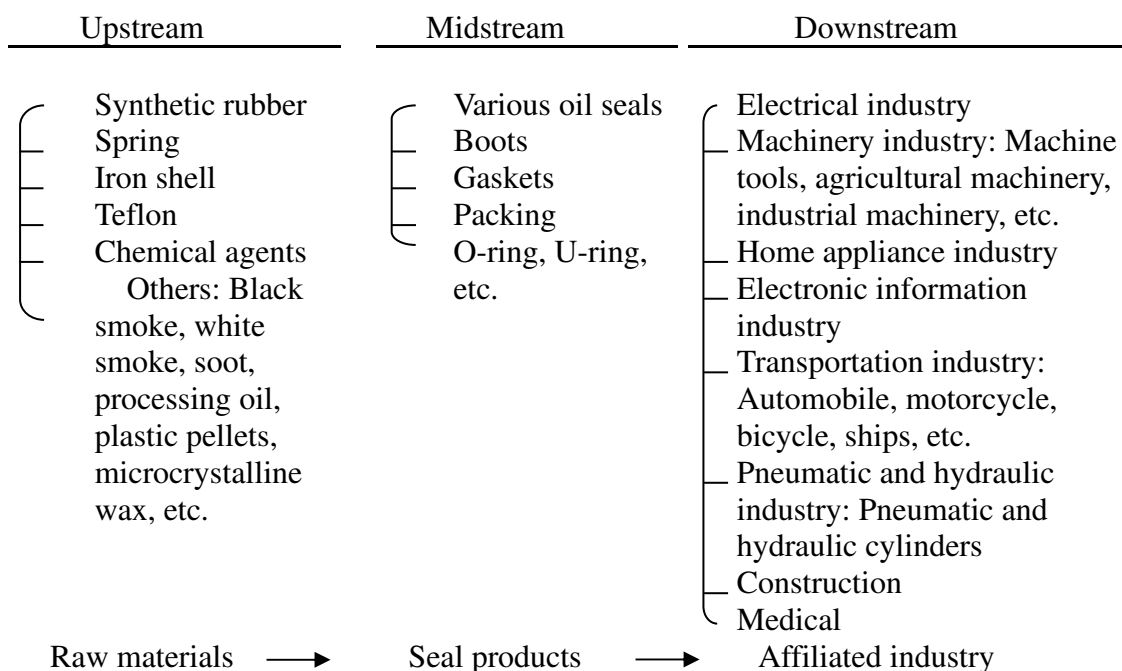 Upstream
Midstream
Downstream
Synthetic rubber
Spring
Iron shell
Teflon
Chemical agents
Others: Black
smoke, white
smoke, soot,
processing oil,
plastic pellets,
microcrystalline
wax, etc.
Various oil seals
Boots
Gaskets
Packing
O-ring, U-ring,
etc.
Electrical industry
Machinery industry: Machine
tools, agricultural machinery,
industrial machinery, etc.
Home appliance industry
Electronic information
industry
Transportation industry:
Automobile, motorcycle,
bicycle, ships, etc.
Pneumatic and hydraulic
industry: Pneumatic and
hydraulic cylinders
Construction
Medical
Raw materials
Seal products
Affiliated industry